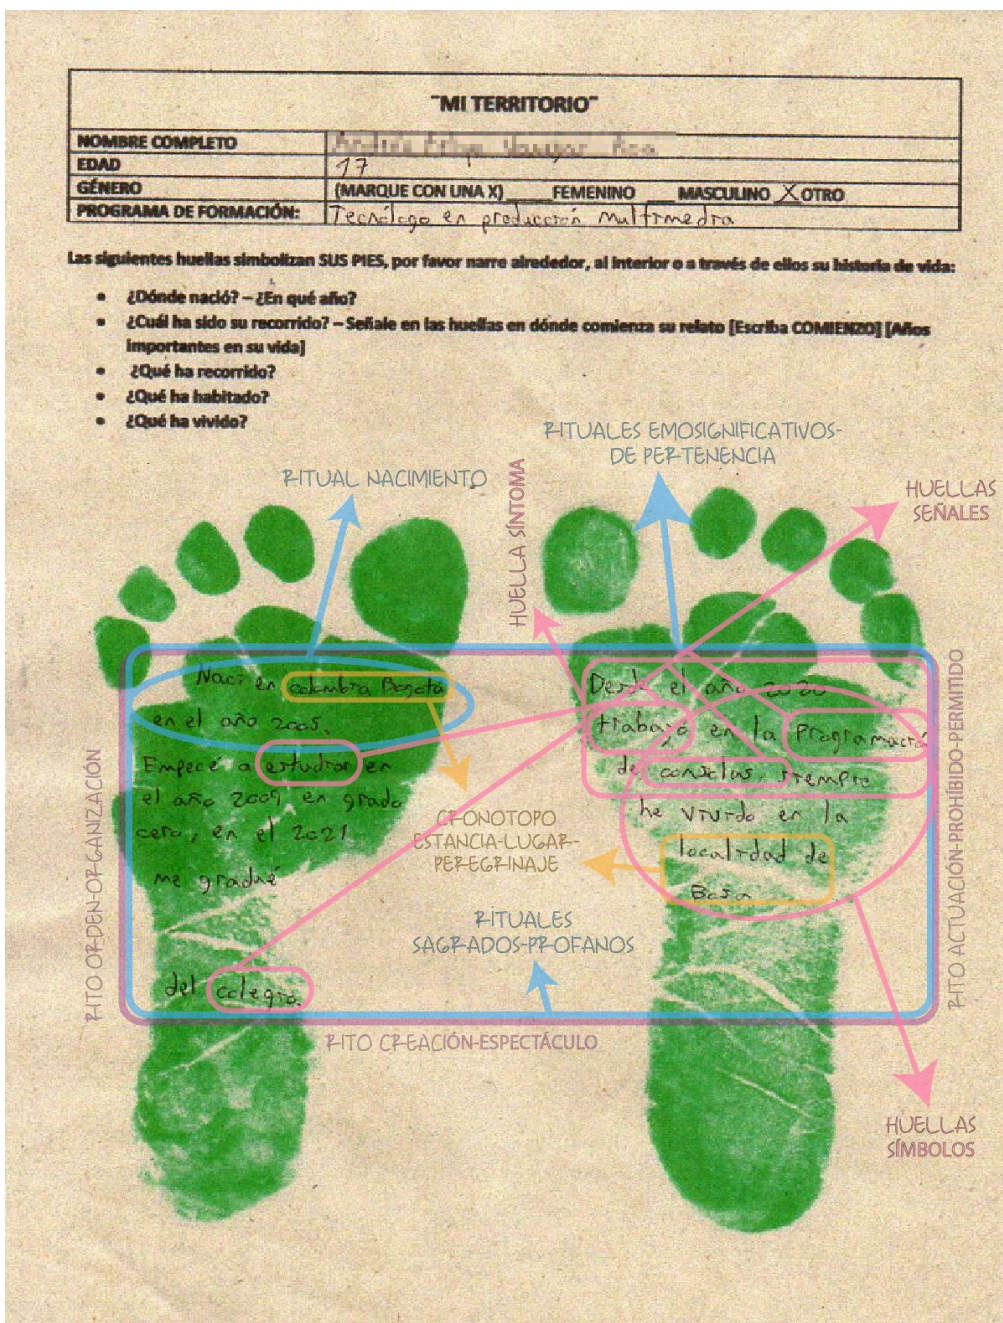 ¨MI TERRITORIO¨
NOMBRE COMPLETO
EDAD 17
GÉNERO (MARQUE CON UNA X) FEMENINO MASCULINO X OTRO
PROGRAMA DE FORMACIÓN: Tecnólogo en producción multimedia
Las siguientes huellas simbolizan SUS PIES, por favor narre alrededor, al interior o a través de ellos su historia de vida:
• ¿Dónde nació? – ¿En qué año?
• ¿Cuál ha sido su recorrido? – Señale en las huellas en dónde comienza su relato [Escriba COMIENZO] [Años
importantes en su vida]
• ¿Qué ha recorrido?
• ¿Qué ha habitado?
• ¿Qué ha vivido?
RITUAL NACIMIENTO
RITUALES EMOSIGNIFICATIVOS-
DE PERTENENCIA
HUELLA SÍNTOMA
HUELLAS
SEÑALES
Naci en colombia Bogota
en el año 2005.
Empecé a estudiar en
el año 2009 en grado
cero, en el 2021
me gradué
del colegio.
Desde el año 2020
trabajo en la programación
de consolas, siempre
he vivido en la
localidad de
Bosa
CRONOTOPO
ESTANCIA-LUGAR-
PEREGRINAJE
RITUALES
SAGRADOS-PROFANOS
RITO ORDEN-ORGANIZACIÓN
RITO ACTUACIÓN-PROHÍBIDO-PERMITIDO
RITO CREACIÓN-ESPECTÁCULO
HUELLAS
SÍMBOLOS